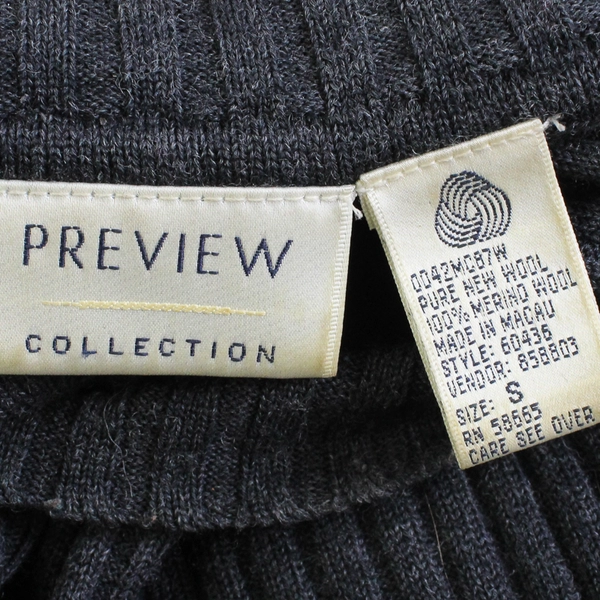 PREVIEW
COLLECTION
0042MC87W
PURE NEW WOOL
100% MERINO WOOL
MADE IN MACAU
STYLE: 60436
VENDOR: 858803
SIZE: S
RN 58665
CARE SEE OVER